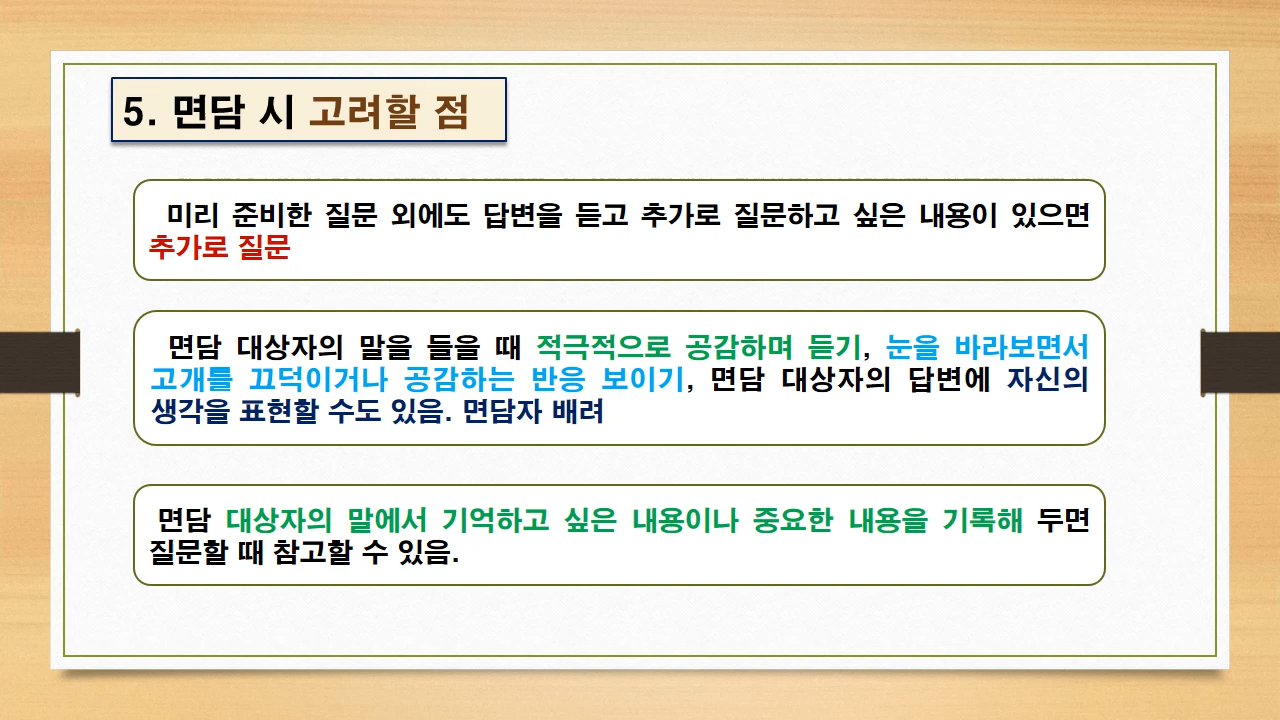 5. 면담 시 고려할 점
미리 준비한 질문 외에도 답변을 듣고 추가로 질문하고 싶은 내용이 있으면
추가로 질문
면담 대상자의 말을 들을 때 적극적으로 공감하며 듣기, 눈을 바라보면서
고개를 끄덕이거나 공감하는 반응 보이기, 면담 대상자의 답변에 자신의
생각을 표현할 수도 있음. 면담자 배려
면담 대상자의 말에서 기억하고 싶은 내용이나 중요한 내용을 기록해 두면
질문할 때 참고할 수 있음.